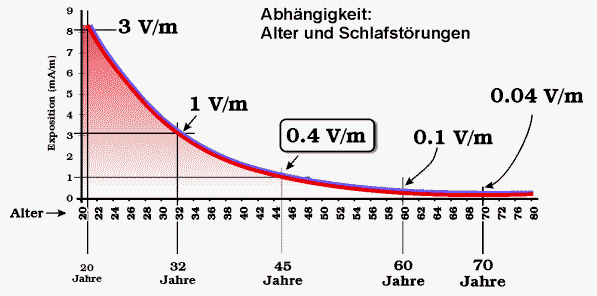 Abhängigkeit:
Alter und Schlafstörungen
9
8
7
6
5
4
3
2
1
0
Exposition (mA/m)
3 V/m
1 V/m
0.4 V/m
0.1 V/m
0.04 V/m
Alter
20 22 24 26 28 30 32 34 36 38 40 42 44 46 48 50 52 54 56 58 60 62 64 66 68 70 72 74 76 78 80
20 32 45 60 70
Jahre Jahre Jahre Jahre Jahre